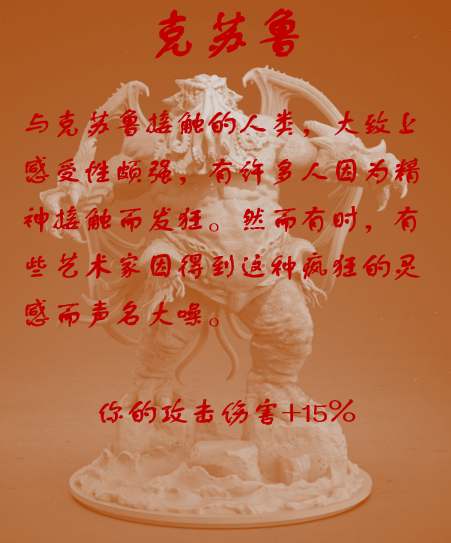 克苏鲁
与克苏鲁接触的人类，大致上
感受性颇强，有许多人因为精
神接触而发狂。然而有时，有
些艺术家因得到这种疯狂的灵
感而声名大噪。
你的攻击伤害+15%